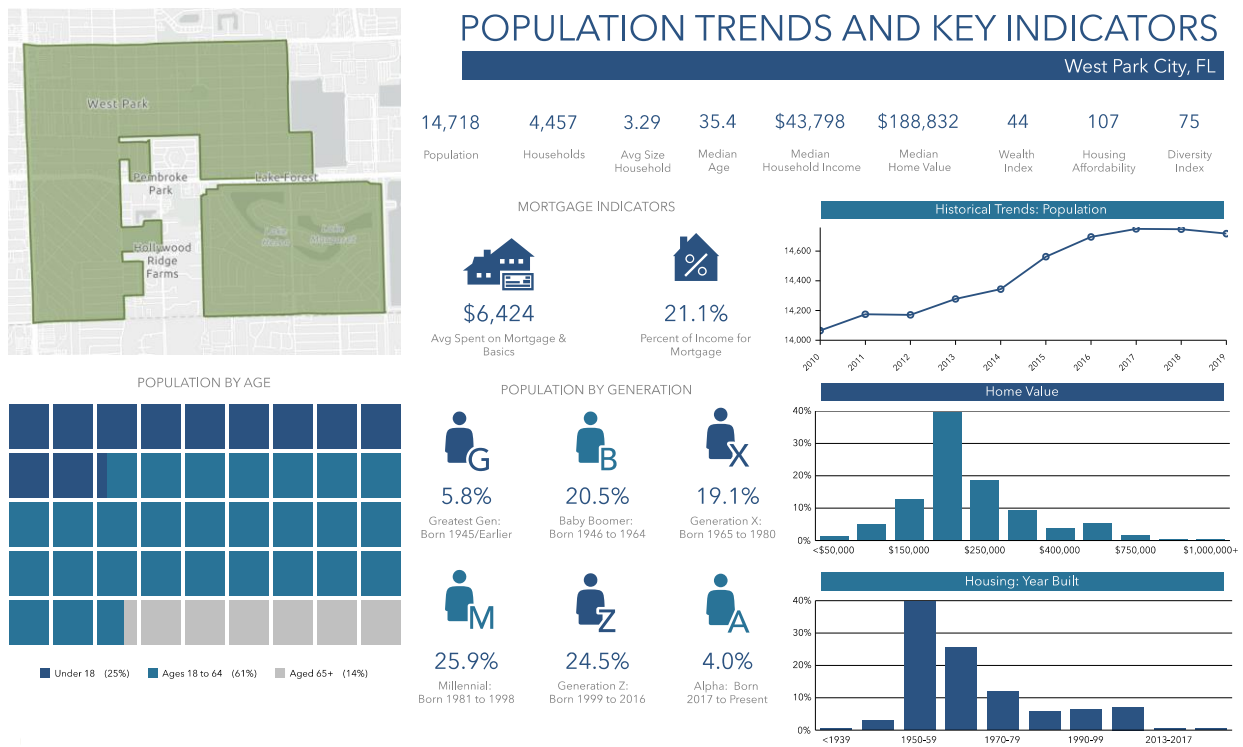 POPULATION TRENDS AND KEY INDICATORS
West Park City, FL
West Park
Pembroke
Park
Lake Forest
Lake
Lake
Hollywood
Ridge
Farms
14,718
Population
4,457
Households
3.29
Avg Size
Household
35.4
Median
Age
$43,798
Median
Household Income
$188,832
Median
Home Value
44
Wealth
Index
107
Housing
Affordability
75
Diversity
Index
MORTGAGE INDICATORS
$6,424
Avg Spent on Mortgage &
Basics
21.1%
Percent of Income for
Mortgage
Historical Trends: Population
14,600
14,400
14,200
14,000
2010
2011
2012
2013
2014
2015
2016
2017
2018
2019
POPULATION BY AGE
Under 18 (25%)
Ages 18 to 64 (61%)
Aged 65+ (14%)
POPULATION BY GENERATION
G
5.8%
Greatest Gen:
Born 1945/Earlier
B
20.5%
Baby Boomer:
Born 1946 to 1964
X
19.1%
Generation X:
Born 1965 to 1980
M
25.9%
Millennial:
Born 1981 to 1998
Z
24.5%
Generation Z:
Born 1999 to 2016
A
4.0%
Alpha: Born
2017 to Present
Home Value
40%
30%
20%
10%
0%
<$50,000
$150,000
$250,000
$400,000
$750,000
$1,000,000+
Housing: Year Built
40%
30%
20%
10%
0%
<1939
1950-59
1970-79
1990-99
2013-2017